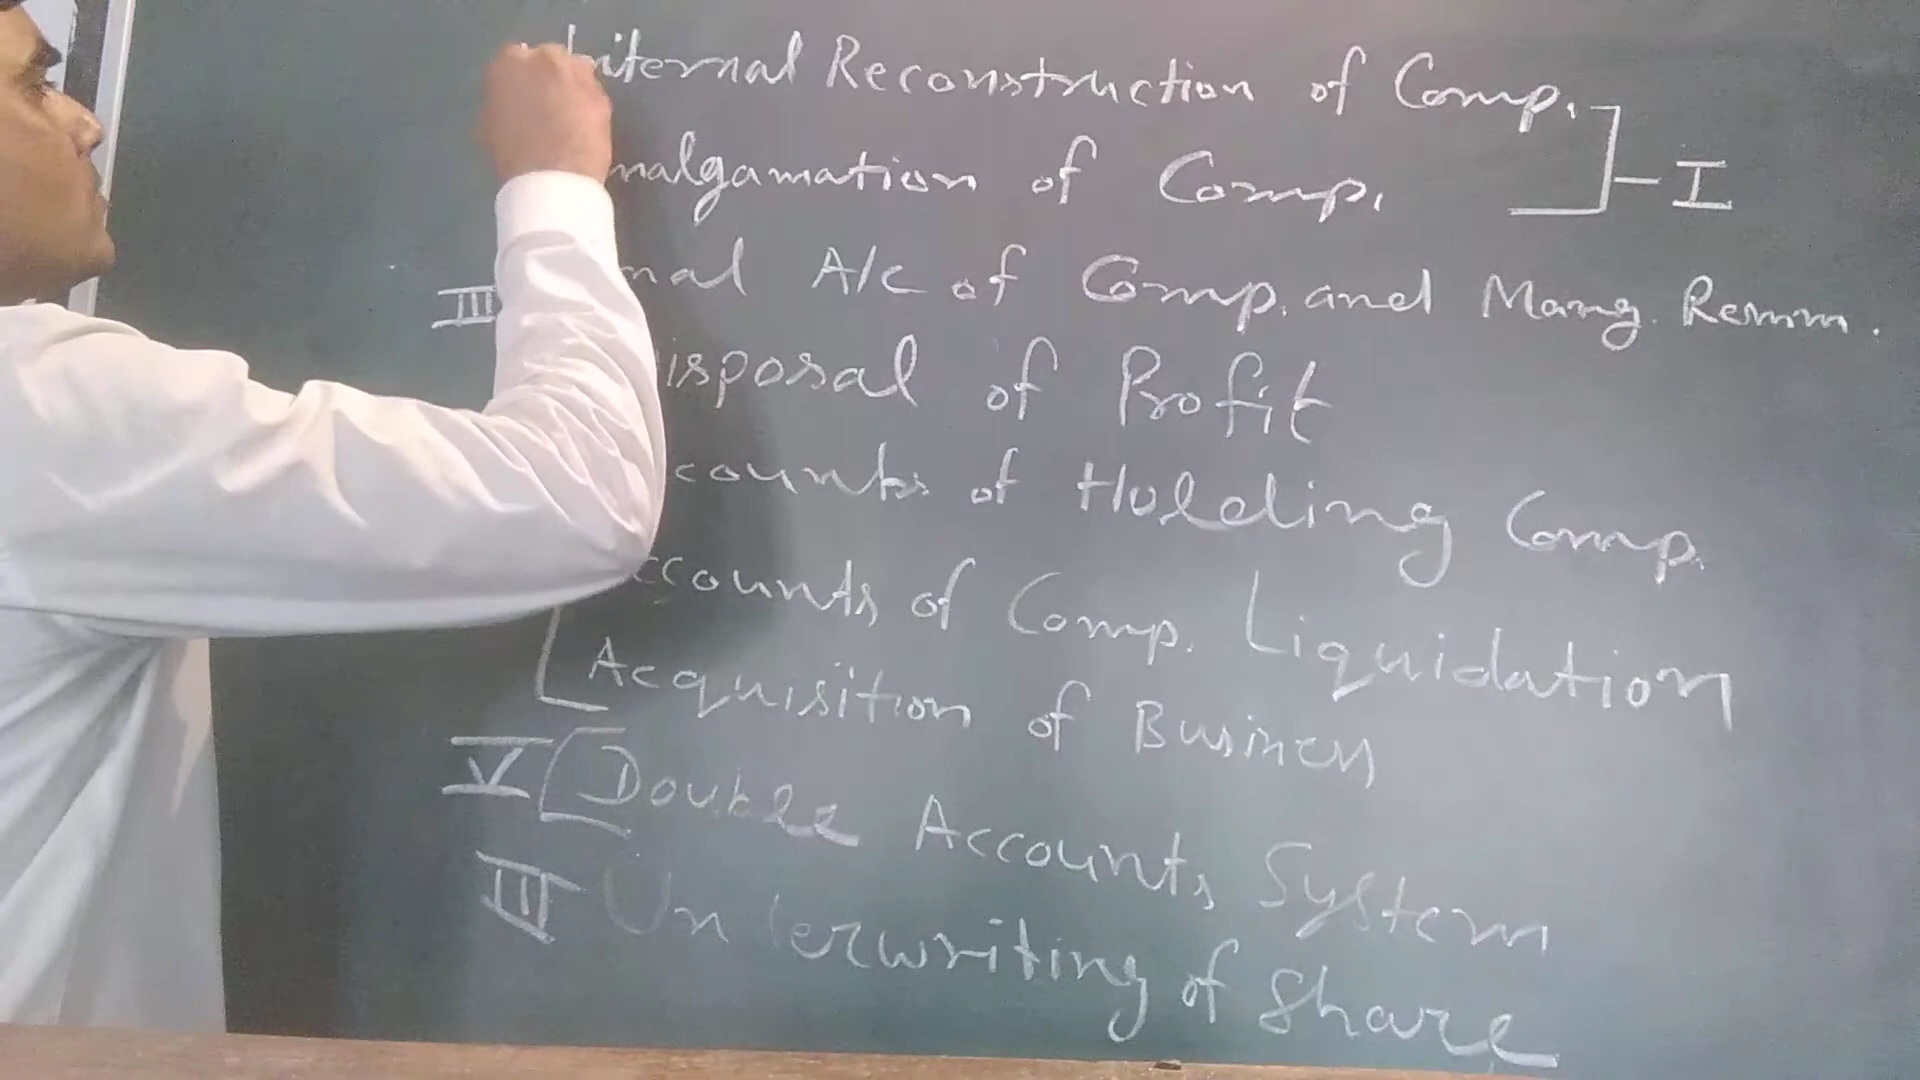 Internal Reconstruction of Comp.
malgamation of Comp. I
III nal A/c of Comp. and Mang. Remm.
isposal of Profit
counts of Holding Comp.
ccounts of Comp. Liquidation
Acquisition of Business
V Double Accounts System
III Underwriting of Share